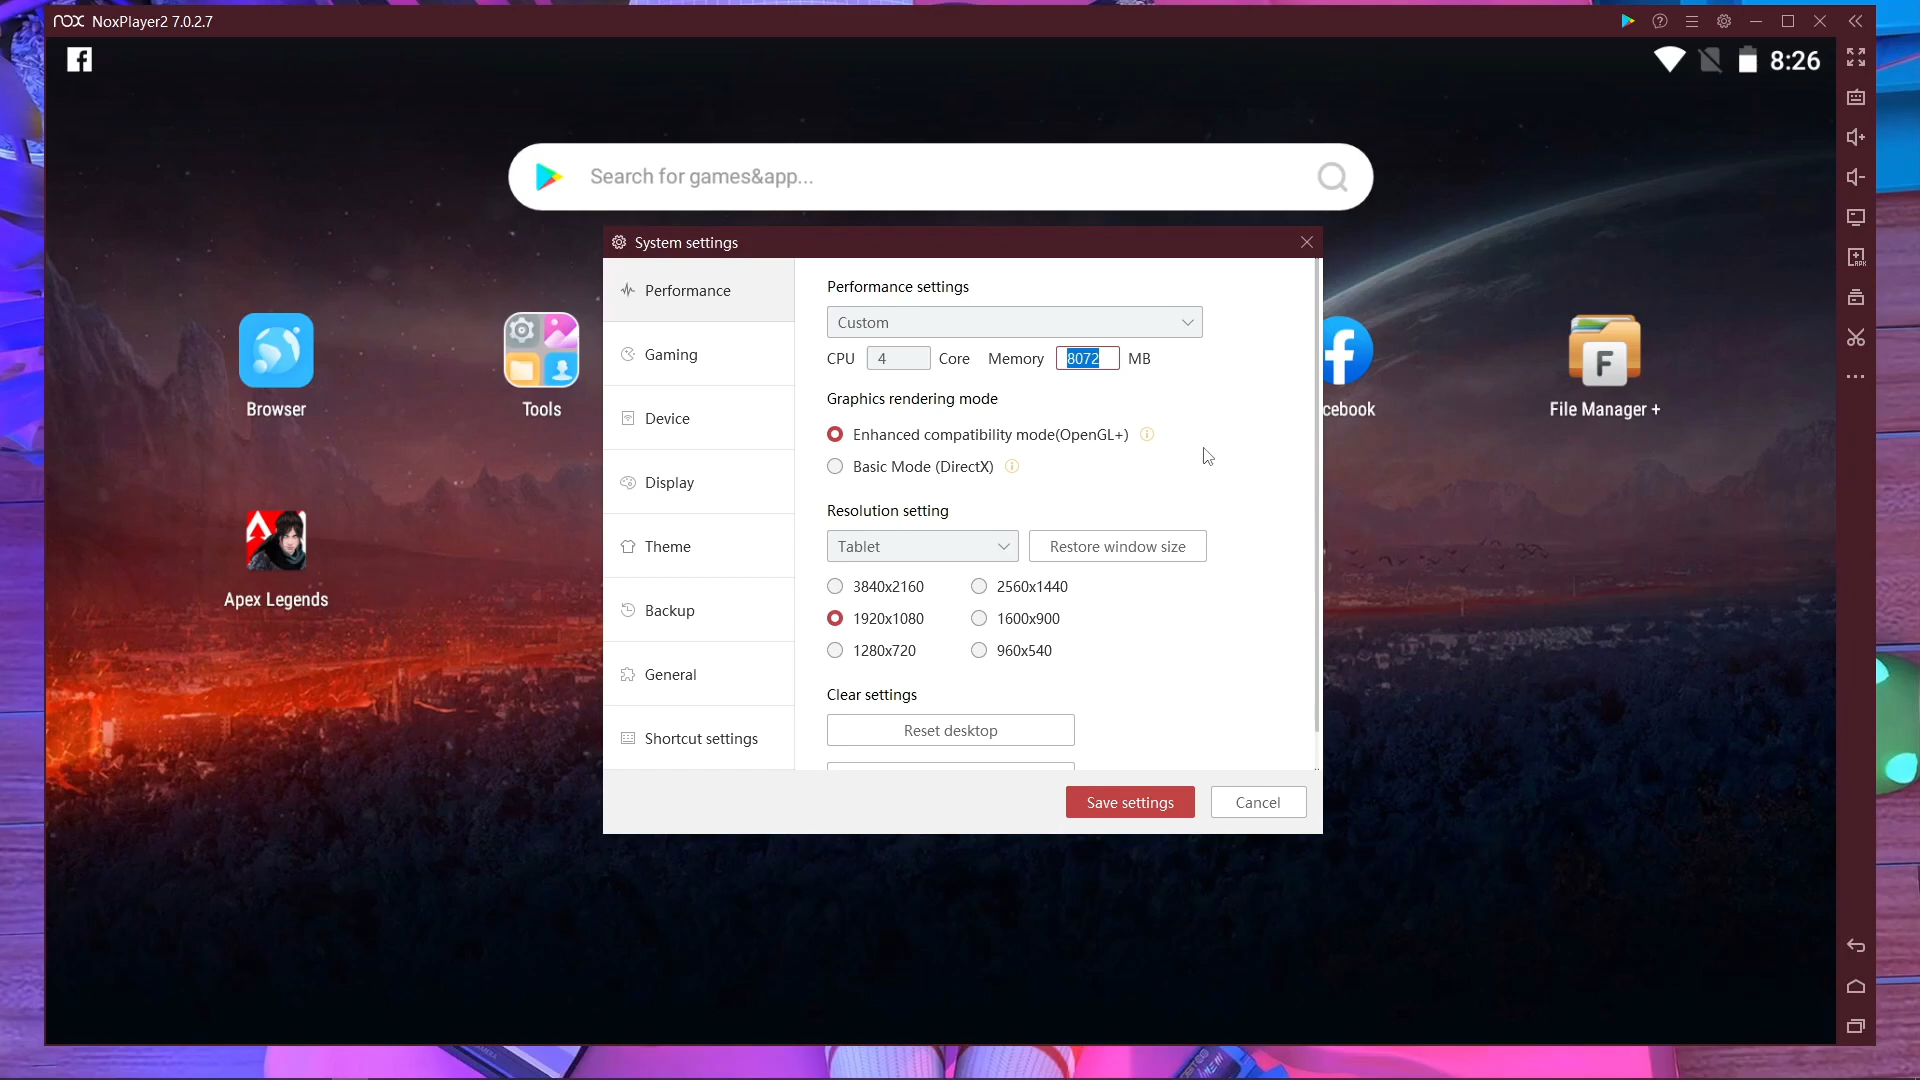 nox NoxPlayer2 7.0.2.7
8:26
Search for games&app...
System settings
Performance
Gaming
Device
Display
Theme
Backup
General
Shortcut settings
Performance settings
Custom
CPU 4 Core Memory 8072 MB
Graphics rendering mode
Enhanced compatibility mode(OpenGL+)
Basic Mode (DirectX)
Resolution setting
Tablet Restore window size
3840x2160 2560x1440
1920x1080 1600x900
1280x720 960x540
Clear settings
Reset desktop
Save settings Cancel
Browser
Tools
cebook
F
File Manager +
Apex Legends
APK